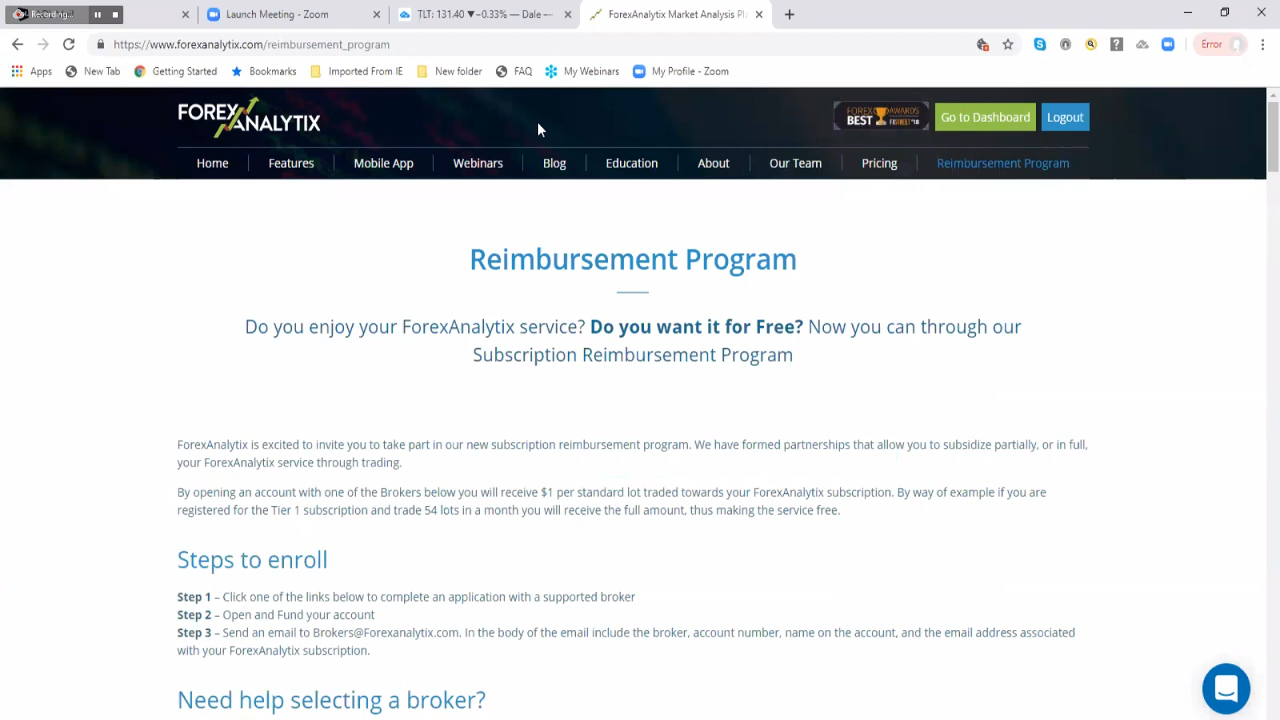 Recording...
Launch Meeting - Zoom
TLT: 131.40 ▼−0.33% — Dale —
ForexAnalytix Market Analysis Pl
https://www.forexanalytix.com/reimbursement_program
Error
Apps
New Tab
Getting Started
Bookmarks
Imported From IE
New folder
FAQ
My Webinars
My Profile - Zoom
FOREX ANALYTIX
FOREX AWARDS
BEST
Go to Dashboard
Logout
Home
Features
Mobile App
Webinars
Blog
Education
About
Our Team
Pricing
Reimbursement Program
Reimbursement Program
Do you enjoy your ForexAnalytix service? Do you want it for Free? Now you can through our
Subscription Reimbursement Program
ForexAnalytix is excited to invite you to take part in our new subscription reimbursement program. We have formed partnerships that allow you to subsidize partially, or in full,
your ForexAnalytix service through trading.
By opening an account with one of the Brokers below you will receive $1 per standard lot traded towards your ForexAnalytix subscription. By way of example if you are
registered for the Tier 1 subscription and trade 54 lots in a month you will receive the full amount, thus making the service free.
Steps to enroll
Step 1 – Click one of the links below to complete an application with a supported broker
Step 2 – Open and Fund your account
Step 3 – Send an email to Brokers@Forexanalytix.com. In the body of the email include the broker, account number, name on the account, and the email address associated
with your ForexAnalytix subscription.
Need help selecting a broker?